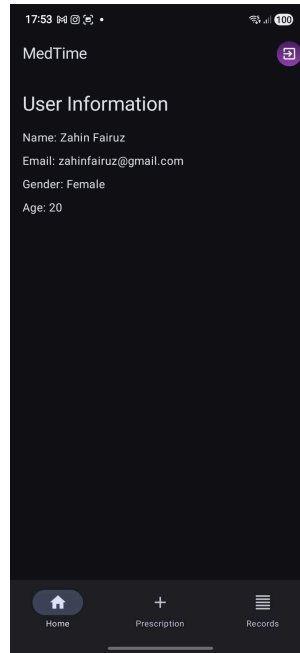 17:53
100
MedTime
User Information
Name: Zahin Fairuz
Email: zahinfairuz@gmail.com
Gender: Female
Age: 20
Home
Prescription
Records